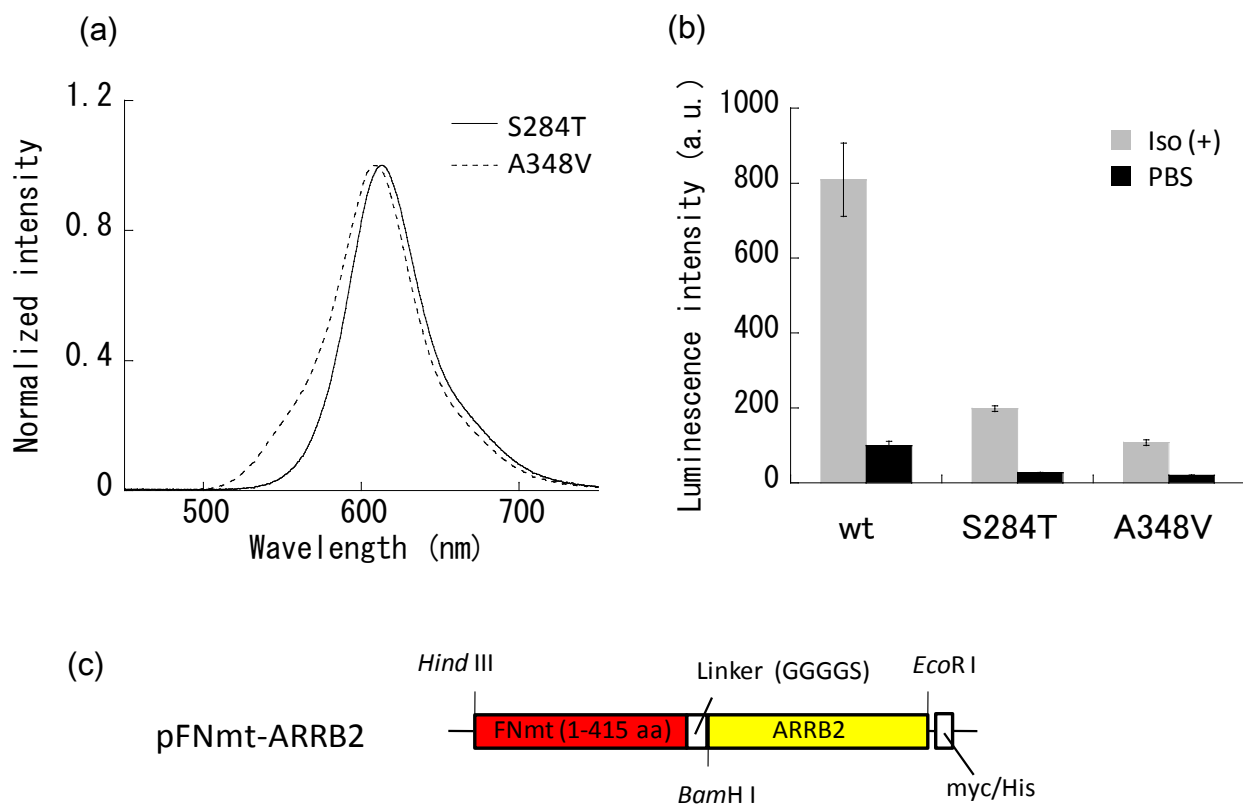 (a)
Normalized intensity
1.2
0.8
0.4
0
500
600
700
Wavelength (nm)
S284T
A348V
(b)
Luminescence intensity (a.u.)
1000
800
600
400
200
0
Iso (+)
PBS
wt
S284T
A348V
(c)
pFNmt-ARRB2
Hind III
Linker (GGGGS)
EcoR I
FNmt (1-415 aa)
ARRB2
BamH I
myc/His